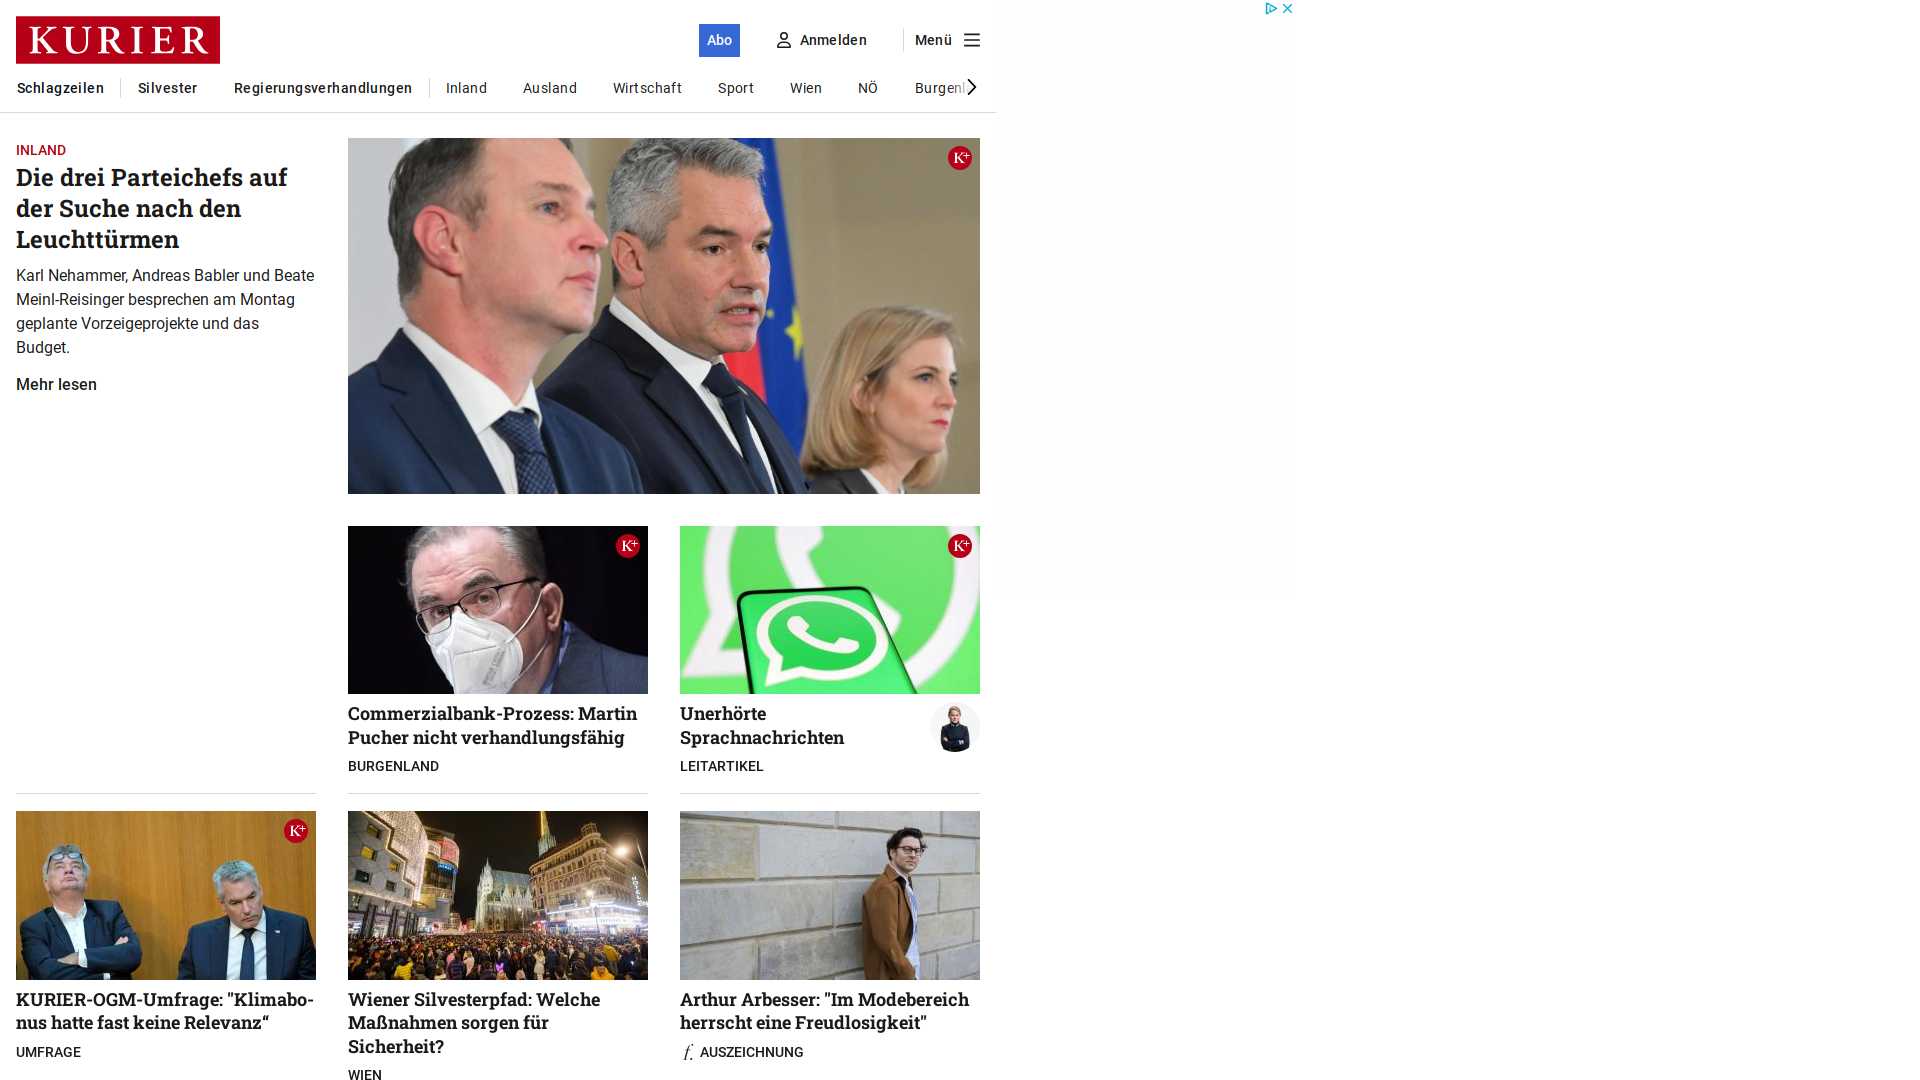 KURIER
Abo
Anmelden
Menü
Schlagzeilen
Silvester
Regierungsverhandlungen
Inland
Ausland
Wirtschaft
Sport
Wien
NÖ
INLAND
Die drei Parteichefs auf
der Suche nach den
Leuchttürmen
Karl Nehammer, Andreas Babler und Beate
Meinl-Reisinger besprechen am Montag
geplante Vorzeigeprojekte und das
Budget.
Mehr lesen
K+
K+
K+
Commerzialbank-Prozess: Martin
Pucher nicht verhandlungsfähig
BURGENLAND
Unerhörte
Sprachnachrichten
LEITARTIKEL
K+
KURIER-OGM-Umfrage: "Klimabo-
nus hatte fast keine Relevanz“
UMFRAGE
Wiener Silvesterpfad: Welche
Maßnahmen sorgen für
Sicherheit?
WIEN
Arthur Arbesser: "Im Modebereich
herrscht eine Freudlosigkeit"
f. AUSZEICHNUNG